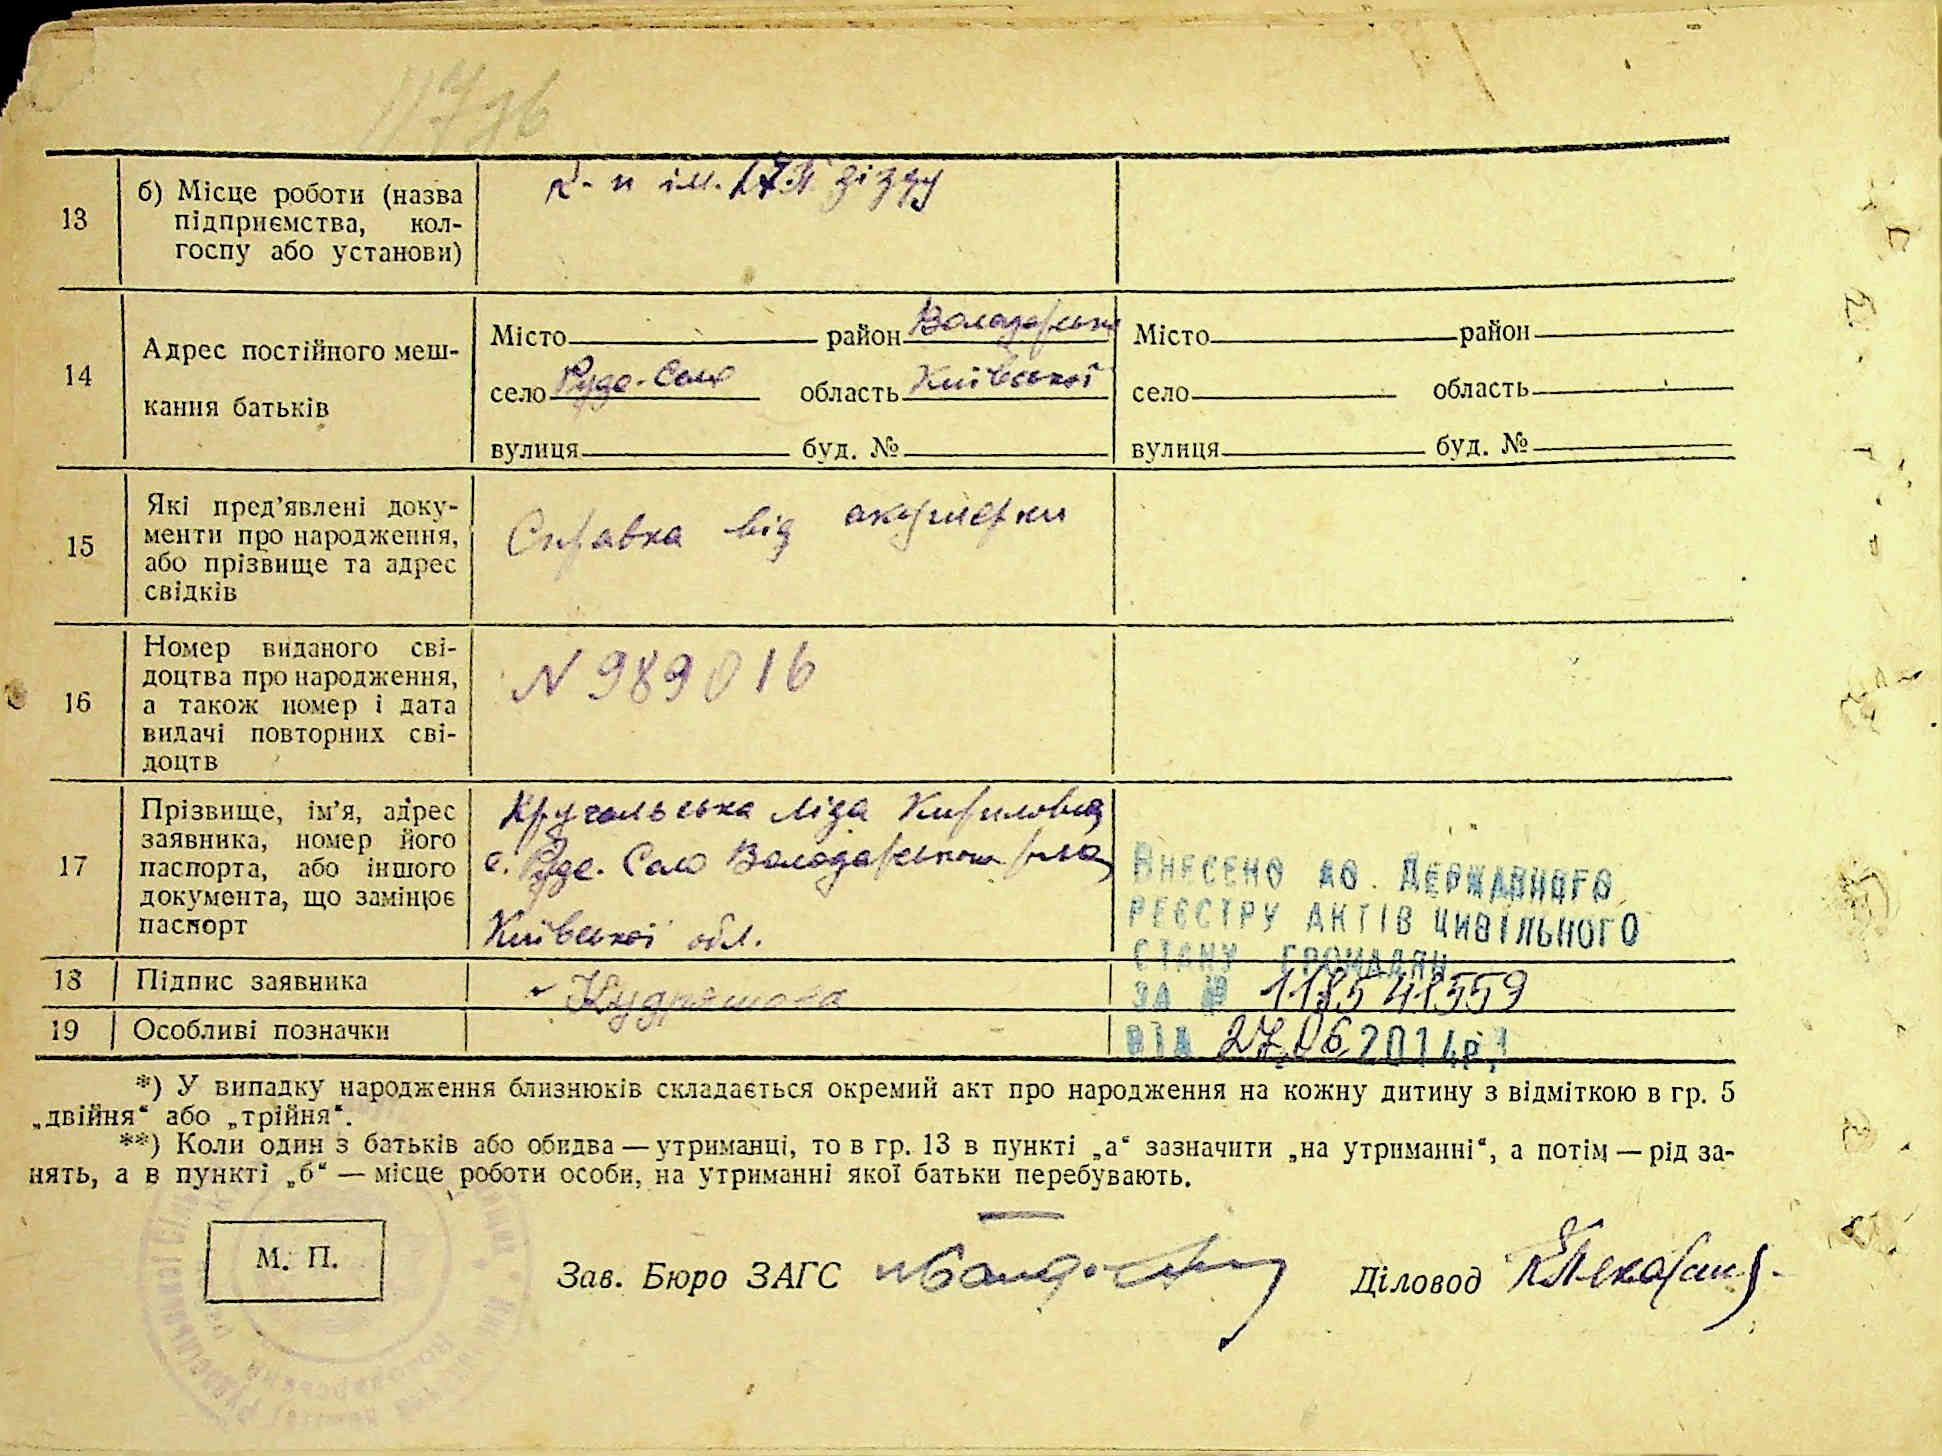 13
б) Місце роботи (назва
підприємства, кол-
госпу або установи)
к-п ім. 17 п зізду
14
Адрес постійного меш-
кання батьків
Місто район Володарськ
село Рудо-Село область Київської
вулиця буд. №
Місто район
село область
вулиця буд. №
15
Які пред’явлені доку-
менти про народження,
або прізвище та адрес
свідків
Справка від акушерки
16
Номер виданого сві-
доцтва про народження,
а також номер і дата
видачі повторних сві-
доцтв
N 989016
17
Прізвище, ім’я, адрес
заявника, номер його
паспорта, або іншого
документа, що замінює
паспорт
Ліда Кириловна
с. Руде-Село Володарського р-на
Київської обл.
Внесено до Державного
реєстру актів цивільного
стану громадян
за № 118541559
від 27.06.2014р.
18
Підпис заявника
19
Особливі позначки
*) У випадку народження близнюків складається окремий акт про народження на кожну дитину з відміткою в гр. 5
„двійня“ або „трійня“.
**) Коли один з батьків або обидва — утриманці, то в гр. 13 в пункті „а“ зазначити „на утриманні“, а потім — рід за-
нять, а в пункті „б“ — місце роботи особи, на утриманні якої батьки перебувають.
М. П.
Зав. Бюро ЗАГС
Діловод